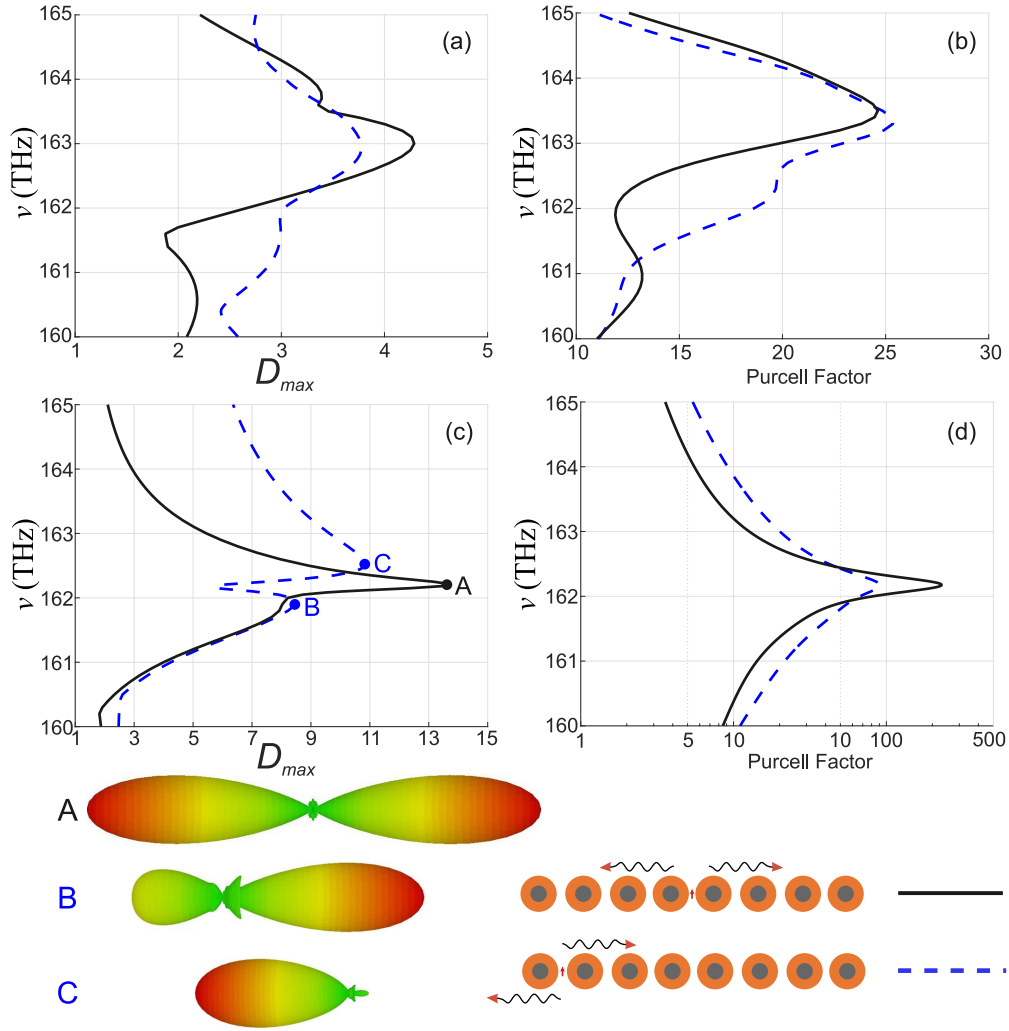 165
164
163
162
161
160
ν (THz)
(a)
1
2
3
4
5
D_max
165
164
163
162
161
160
ν (THz)
(b)
10
15
20
25
30
Purcell Factor
165
164
163
162
161
160
ν (THz)
(c)
C
A
B
1
3
5
7
9
11
13
15
D_max
165
164
163
162
161
160
ν (THz)
(d)
1
5
10
10
100
500
Purcell Factor
A
B
C